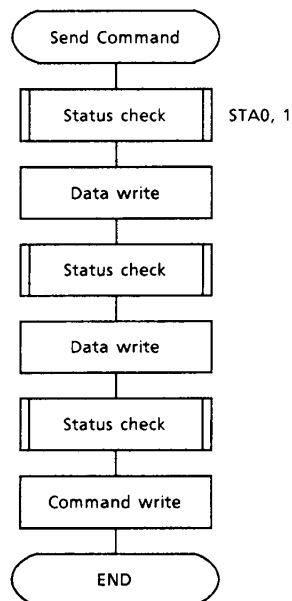 Send Command
Status check STA0, 1
Data write
Status check
Data write
Status check
Command write
END